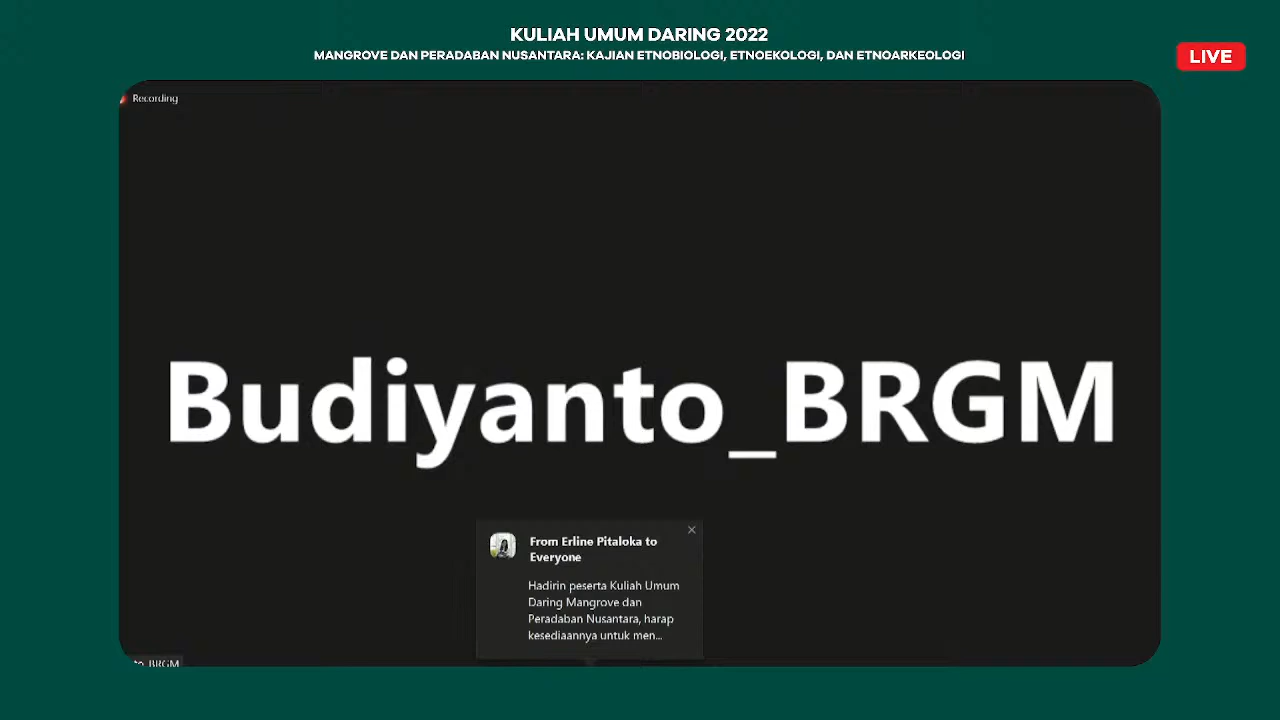 KULIAH UMUM DARING 2022
MANGROVE DAN PERADABAN NUSANTARA: KAJIAN ETNOBIOLOGI, ETNOEKOLOGI, DAN ETNOARKEOLOGI
LIVE
Recording
Budiyanto_BRGM
From Erline Pitaloka to
Everyone
Hadirin peserta Kuliah Umum
Daring Mangrove dan
Peradaban Nusantara, harap
kesediaannya untuk men...
to_BRGM